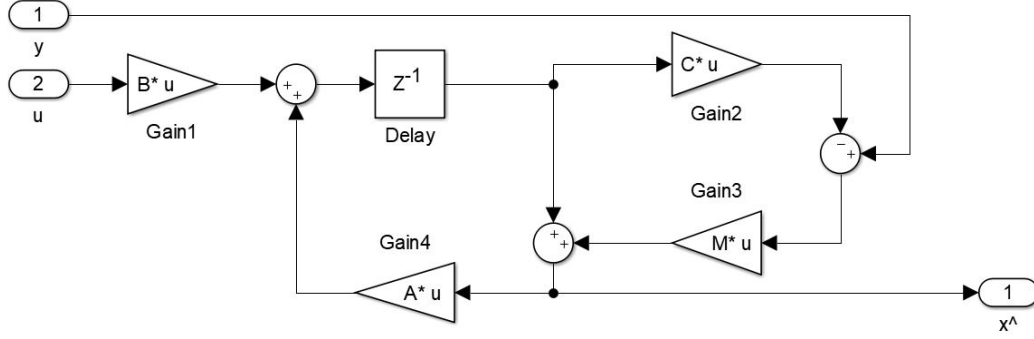 1
y
2
u
B* u
Gain1
+
+
Z-1
Delay
C* u
Gain2
−
+
Gain3
M* u
+
+
Gain4
A* u
1
x^